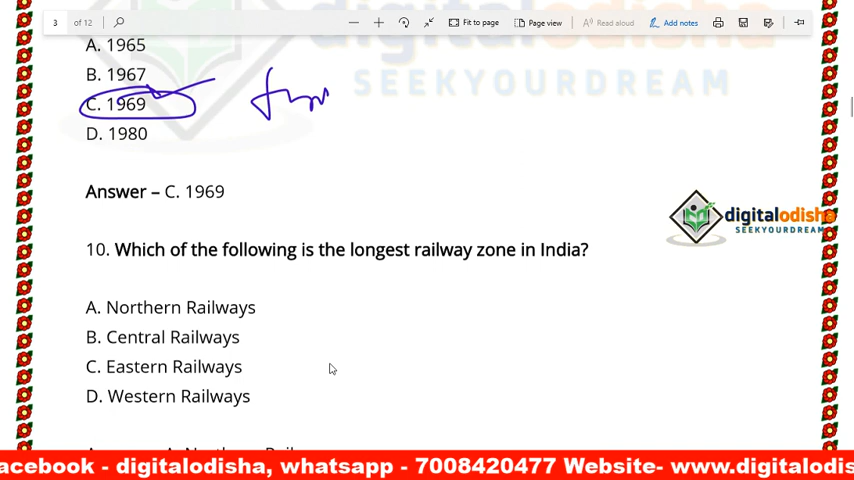 3 of 12 Fit to page Page view Read aloud Add notes
digitalodisha
A. 1965
B. 1967
SEEKYOURDREAM
C. 1969
D. 1980
Answer – C. 1969
digitalodisha
SEEKYOURDREAM
10. Which of the following is the longest railway zone in India?
A. Northern Railways
B. Central Railways
C. Eastern Railways
D. Western Railways
acebook - digitalodisha, whatsapp - 7008420477 Website- www.digitalodis